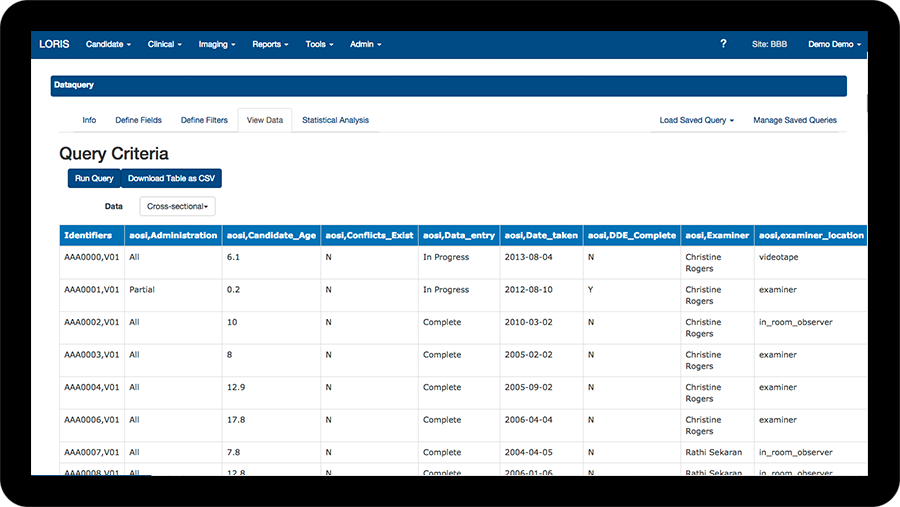 LORIS Candidate Clinical Imaging Reports Tools Admin ? Site: BBB Demo Demo
Dataquery
Info Define Fields Define Filters View Data Statistical Analysis Load Saved Query Manage Saved Queries
Query Criteria
Run Query Download Table as CSV
Data Cross-sectional
Identifiers aosi,Administration aosi,Candidate_Age aosi,Conflicts_Exist aosi,Data_entry aosi,Date_taken aosi,DDE_Complete aosi,Examiner aosi,examiner_location
AAA0000,V01 All 6.1 N In Progress 2013-08-04 N Christine videotape
Rogers
AAA0001,V01 Partial 0.2 N In Progress 2012-08-10 Y Christine examiner
Rogers
AAA0002,V01 All 10 N Complete 2010-03-02 N Christine in_room_observer
Rogers
AAA0003,V01 All 8 N Complete 2005-02-02 N Christine examiner
Rogers
AAA0004,V01 All 12.9 N Complete 2005-09-02 N Christine examiner
Rogers
AAA0006,V01 All 17.8 N Complete 2006-04-04 N Christine examiner
Rogers
AAA0007,V01 All 7.8 N Complete 2004-04-05 N Rathi Sekaran in_room_observer
AAA0008,V01 All 12.8 N Complete 2006-01-06 N Rathi Sekaran in_room_observer